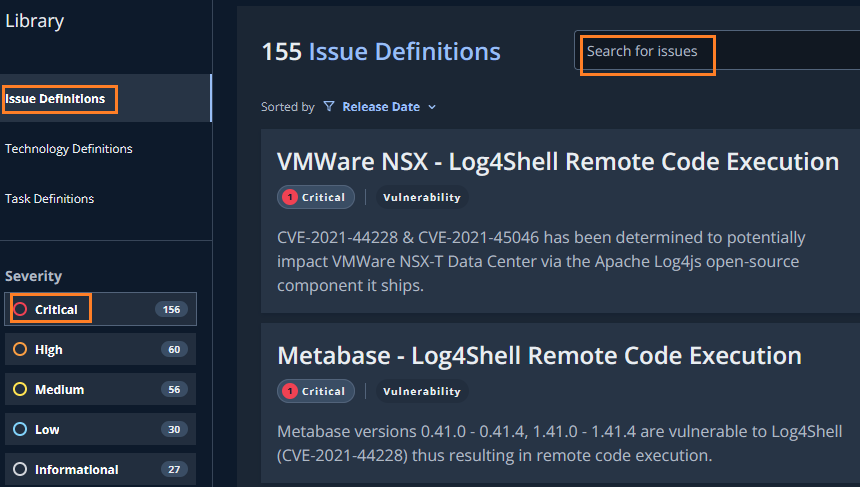 Library
Issue Definitions
Technology Definitions
Task Definitions
Severity
Critical 156
High 60
Medium 56
Low 30
Informational 27
155 Issue Definitions
Search for issues
Sorted by Release Date
VMWare NSX - Log4Shell Remote Code Execution
1 Critical Vulnerability
CVE-2021-44228 & CVE-2021-45046 has been determined to potentially
impact VMWare NSX-T Data Center via the Apache Log4js open-source
component it ships.
Metabase - Log4Shell Remote Code Execution
1 Critical Vulnerability
Metabase versions 0.41.0 - 0.41.4, 1.41.0 - 1.41.4 are vulnerable to Log4Shell
(CVE-2021-44228) thus resulting in remote code execution.